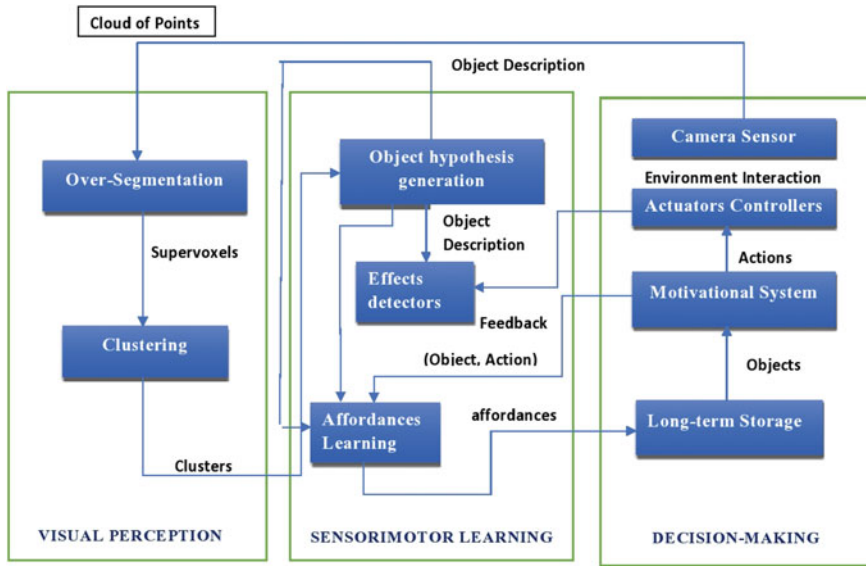 Cloud of Points
Object Description
Over-Segmentation
Supervoxels
Clustering
Clusters
VISUAL PERCEPTION
Object hypothesis
generation
Object
Description
Effects
detectors
Feedback
(Object, Action)
Affordances
Learning
affordances
SENSORIMOTOR LEARNING
Camera Sensor
Environment Interaction
Actuators Controllers
Actions
Motivational System
Objects
Long-term Storage
DECISION-MAKING